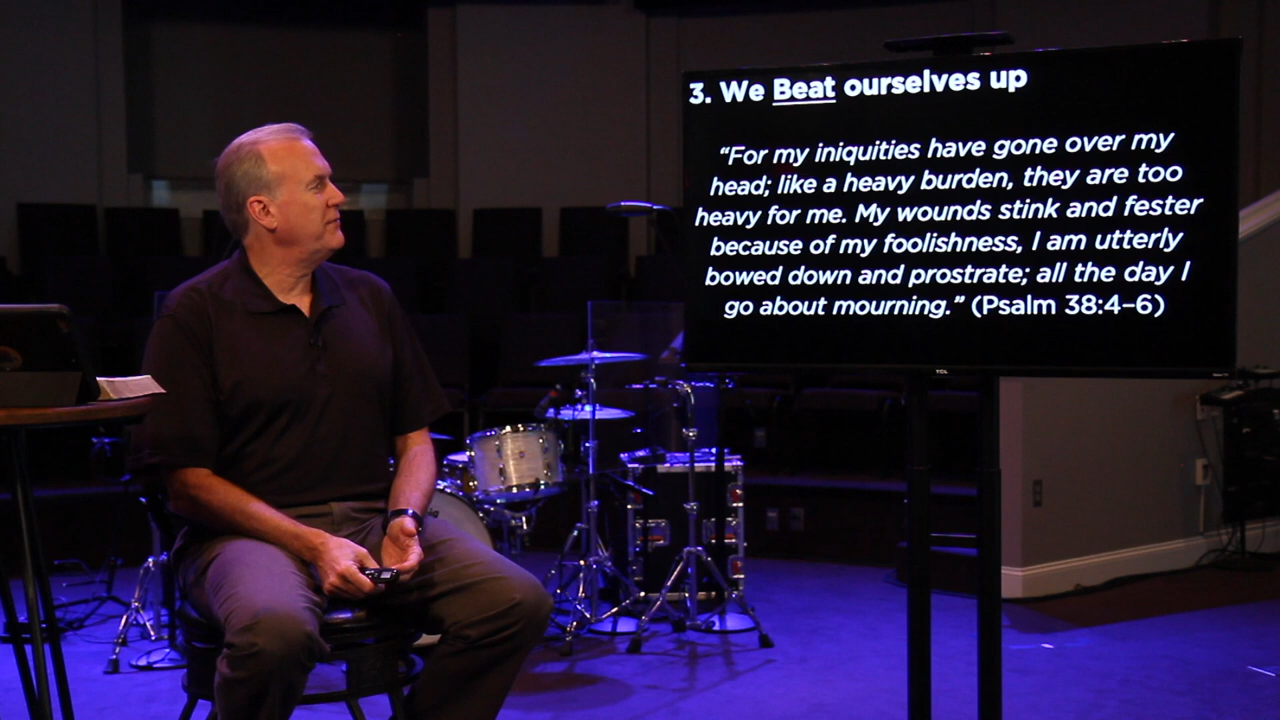 3. We Beat ourselves up
“For my iniquities have gone over my
head; like a heavy burden, they are too
heavy for me. My wounds stink and fester
because of my foolishness, I am utterly
bowed down and prostrate; all the day I
go about mourning.” (Psalm 38:4–6)
TCL